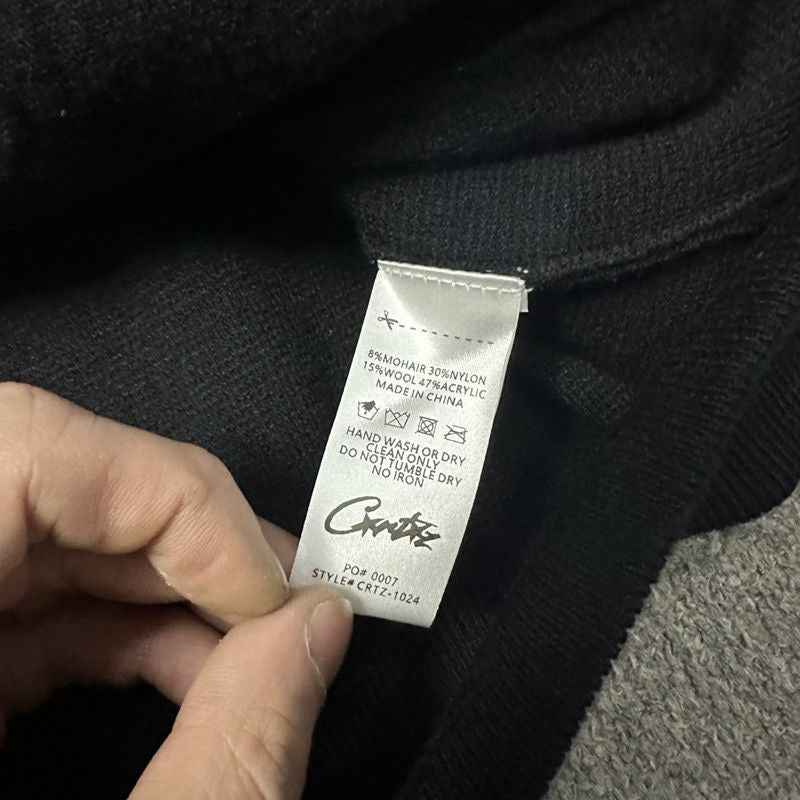 8%MOHAIR 30%NYLON
15%WOOL 47%ACRYLIC
MADE IN CHINA
HAND WASH OR DRY
CLEAN ONLY
DO NOT TUMBLE DRY
NO IRON
Crrtz
PO# 0007
STYLE# CRTZ-1024